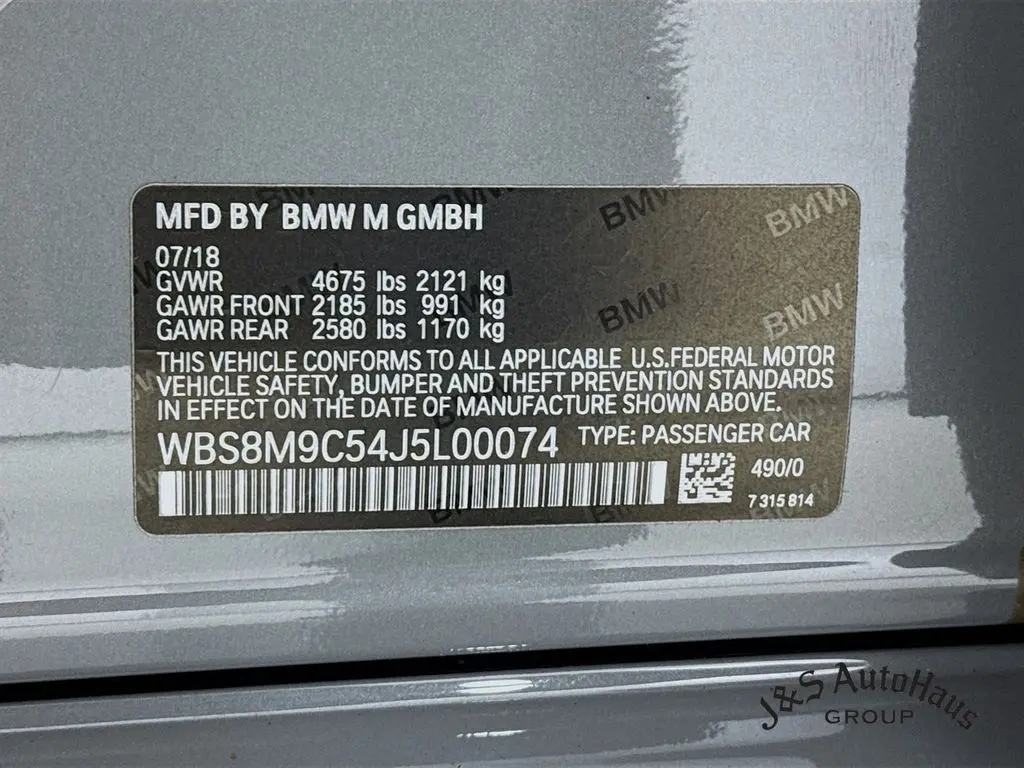 MFD BY BMW M GMBH
07/18
GVWR 4675 lbs 2121 kg
GAWR FRONT 2185 lbs 991 kg
GAWR REAR 2580 lbs 1170 kg
THIS VEHICLE CONFORMS TO ALL APPLICABLE U.S.FEDERAL MOTOR
VEHICLE SAFETY, BUMPER AND THEFT PREVENTION STANDARDS
IN EFFECT ON THE DATE OF MANUFACTURE SHOWN ABOVE.
WBS8M9C54J5L00074 TYPE: PASSENGER CAR
490/0
7 315 814
BMW
BMW
BMW
BMW
J&S AutoHaus
GROUP